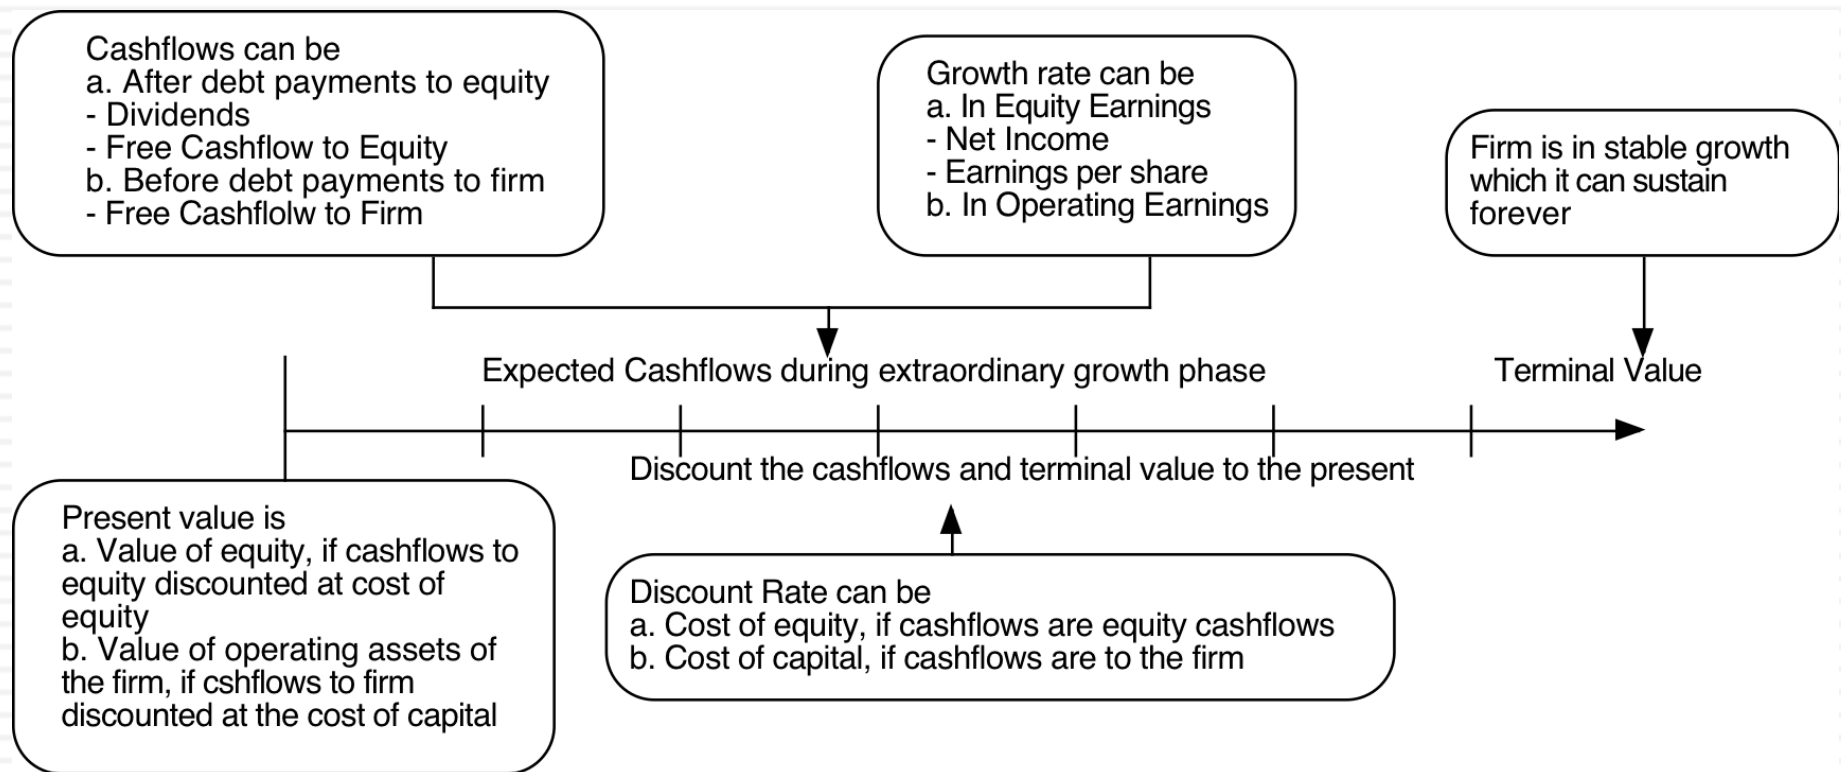 Cashflows can be
a. After debt payments to equity
- Dividends
- Free Cashflow to Equity
b. Before debt payments to firm
- Free Cashflolw to Firm
Growth rate can be
a. In Equity Earnings
- Net Income
- Earnings per share
b. In Operating Earnings
Firm is in stable growth
which it can sustain
forever
Expected Cashflows during extraordinary growth phase
Terminal Value
Discount the cashflows and terminal value to the present
Present value is
a. Value of equity, if cashflows to
equity discounted at cost of
equity
b. Value of operating assets of
the firm, if cshflows to firm
discounted at the cost of capital
Discount Rate can be
a. Cost of equity, if cashflows are equity cashflows
b. Cost of capital, if cashflows are to the firm